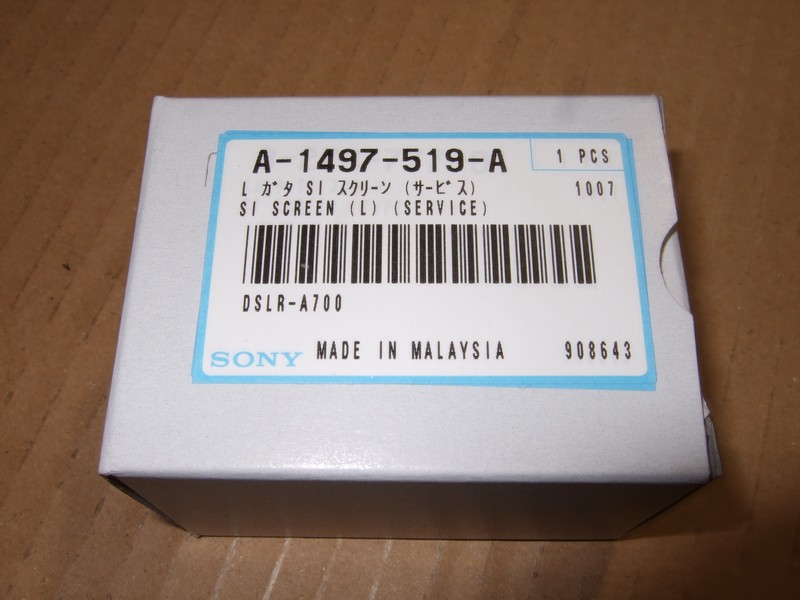 A-1497-519-A
1 PCS
L ガタ SI スクリーン (サービス)
1007
SI SCREEN (L) (SERVICE)
DSLR-A700
SONY MADE IN MALAYSIA 908643